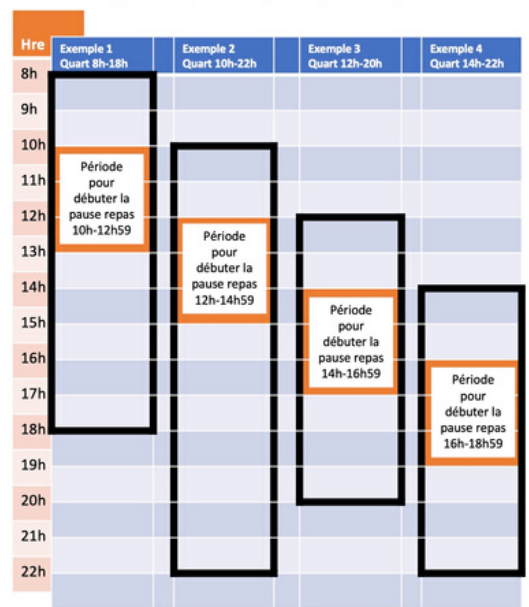 Hre
Exemple 1
Quart 8h-18h
Exemple 2
Quart 10h-22h
Exemple 3
Quart 12h-20h
Exemple 4
Quart 14h-22h
8h
9h
10h
11h
12h
13h
14h
15h
16h
17h
18h
19h
20h
21h
22h
Période
pour
débuter la
pause repas
10h-12h59
Période
pour
débuter la
pause repas
12h-14h59
Période
pour
débuter la
pause repas
14h-16h59
Période
pour
débuter la
pause repas
16h-18h59